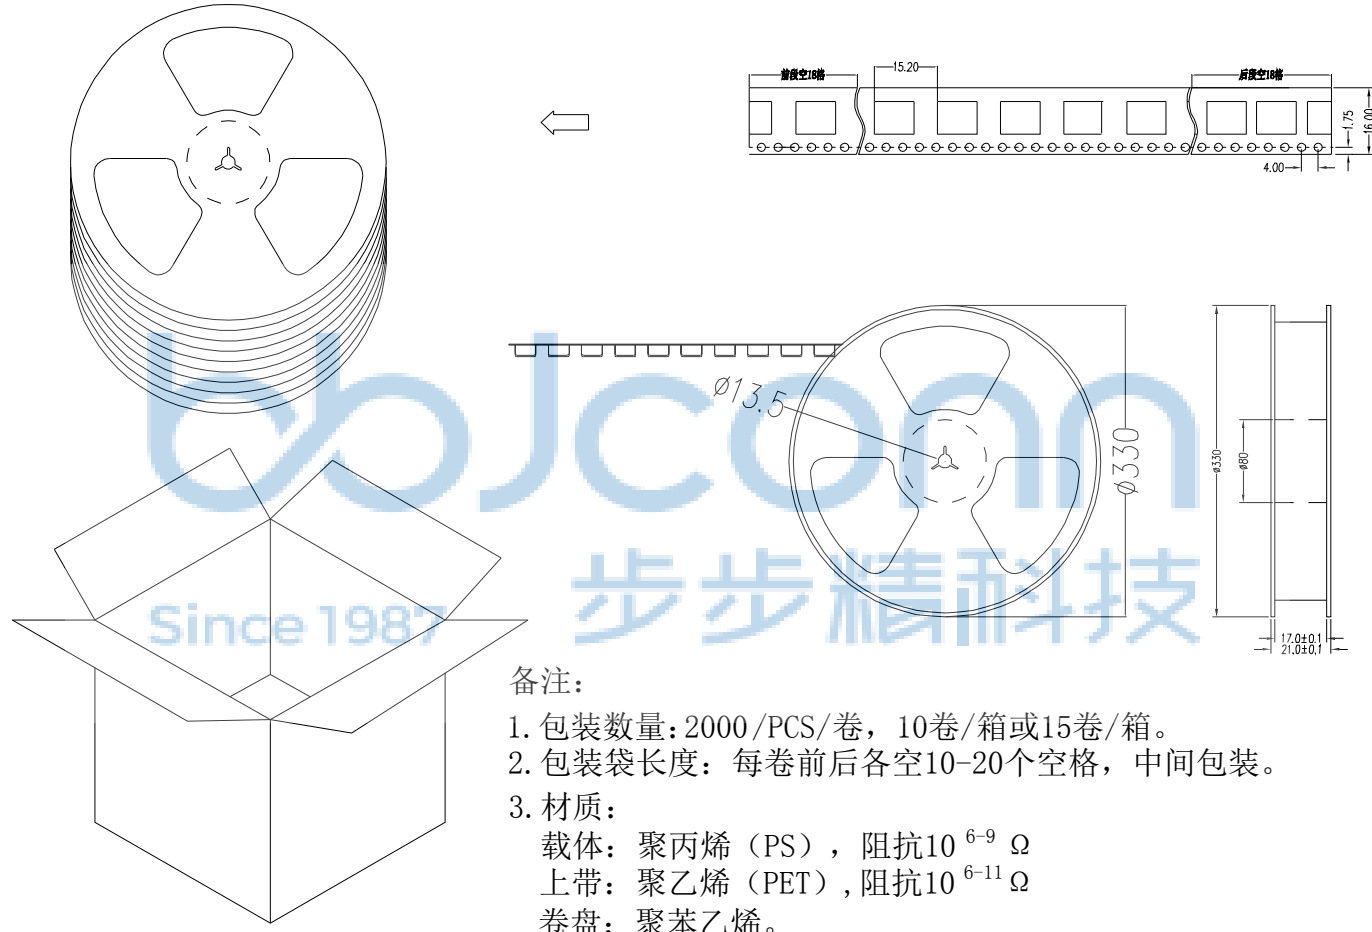 前段空18格
15.20
后段空18格
1.75
16.00
4.00
bbJconn
步步精科技
Since 1987
Ø13.5
Ø330
Ø330
Ø80
17.0±0.1
21.0±0.1
备注：
1.包装数量:2000/PCS/卷，10卷/箱或15卷/箱。
2.包装袋长度：每卷前后各空10-20个空格，中间包装。
3.材质：
载体：聚丙烯（PS），阻抗10 6-9 Ω
上带：聚乙烯（PET）,阻抗10 6-11 Ω
卷盘：聚苯乙烯。